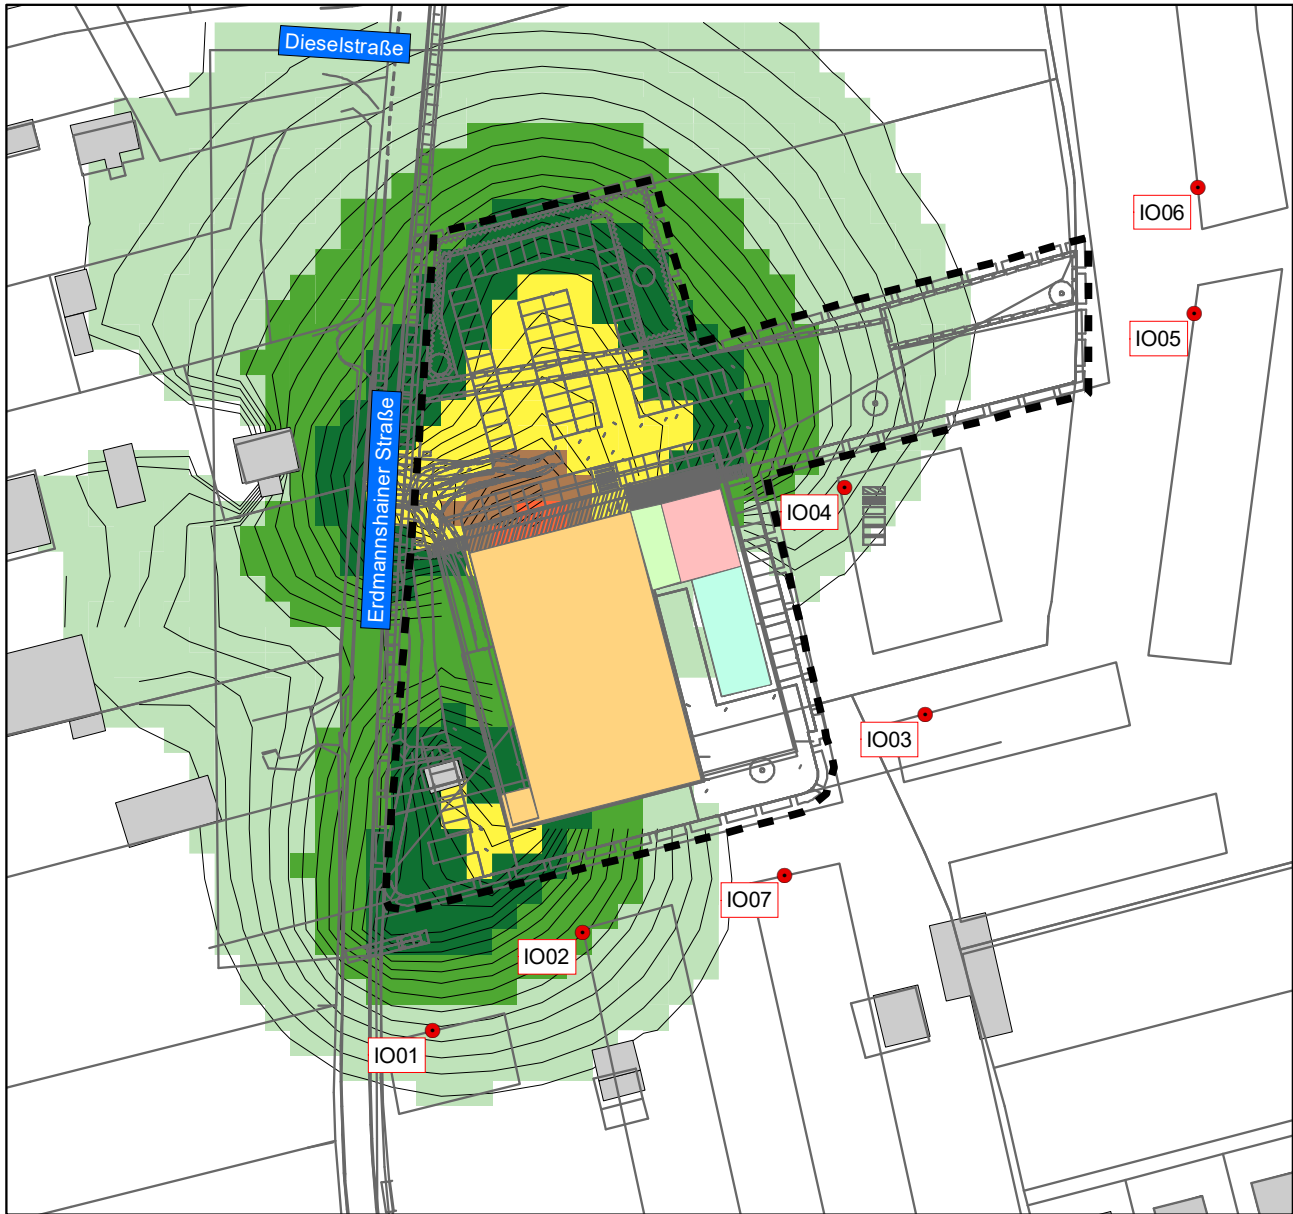 Dieselstraße
IO06
IO05
Erdmannshainer Straße
IO04
IO03
IO07
IO02
IO01